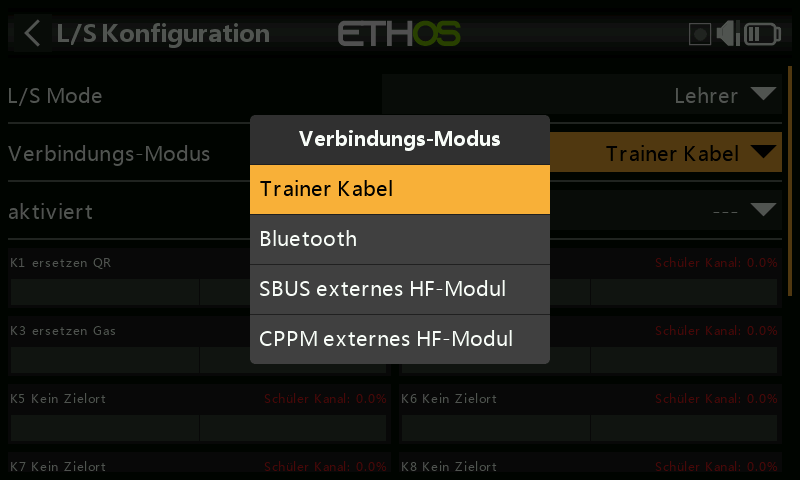 L/S Konfiguration
ETHOS
L/S Mode
Lehrer
Verbindungs-Modus
Trainer Kabel
aktiviert
---
Verbindungs-Modus
Trainer Kabel
Bluetooth
SBUS externes HF-Modul
CPPM externes HF-Modul
K1 ersetzen QR
Schüler Kanal: 0.0%
K3 ersetzen Gas
Schüler Kanal: 0.0%
K5 Kein Zielort
Schüler Kanal: 0.0%
K6 Kein Zielort
Schüler Kanal: 0.0%
K7 Kein Zielort
Schüler Kanal: 0.0%
K8 Kein Zielort
Schüler Kanal: 0.0%